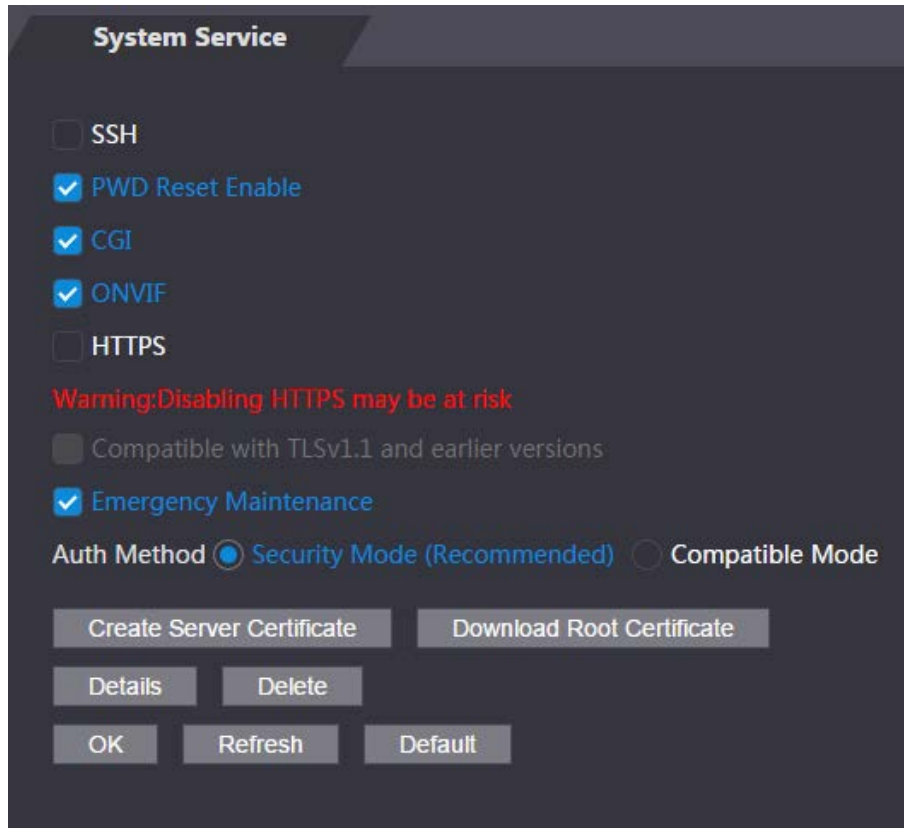 System Service
SSH
PWD Reset Enable
CGI
ONVIF
HTTPS
Warning:Disabling HTTPS may be at risk
Compatible with TLSv1.1 and earlier versions
Emergency Maintenance
Auth Method Security Mode (Recommended) Compatible Mode
Create Server Certificate Download Root Certificate
Details Delete
OK Refresh Default